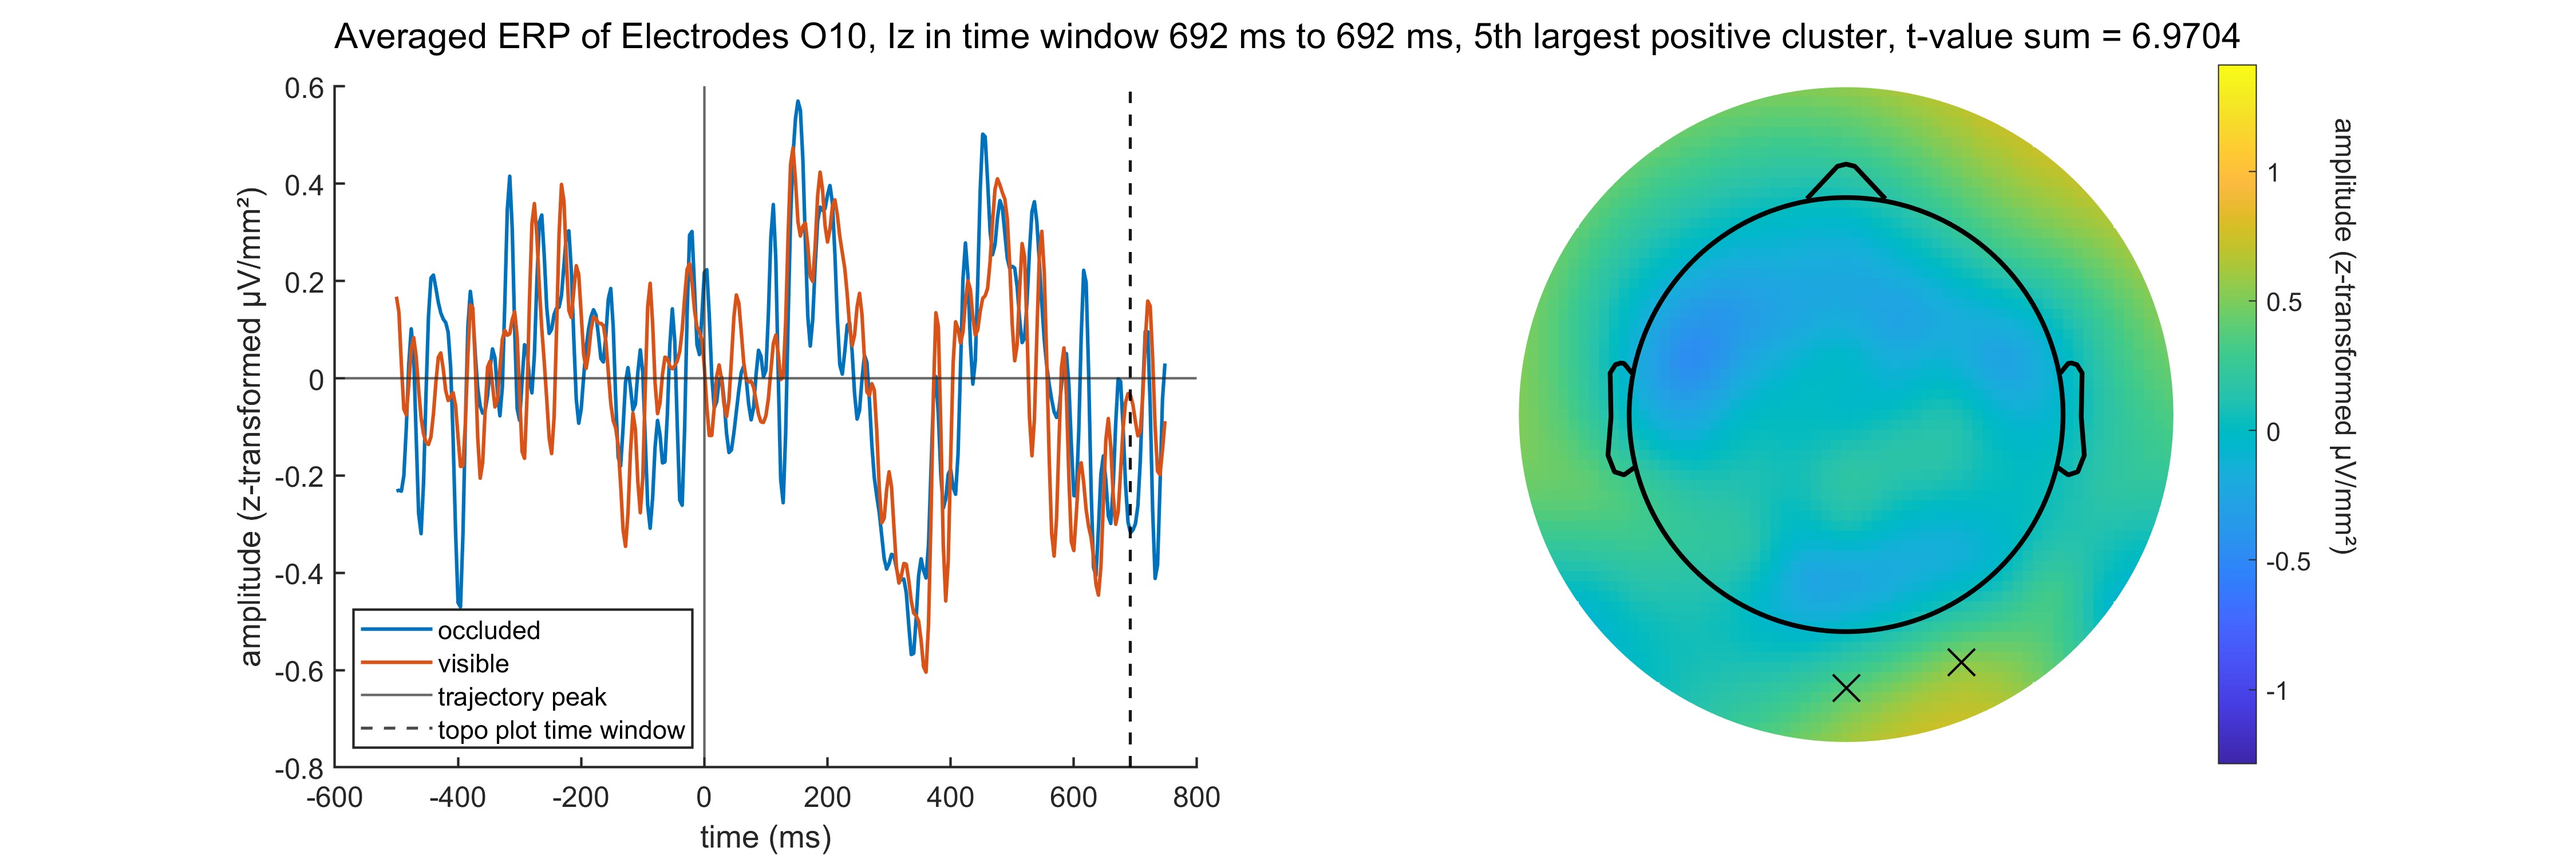 Averaged ERP of Electrodes O10, Iz in time window 692 ms to 692 ms, 5th largest positive cluster, t-value sum = 6.9704
amplitude (z-transformed µV/mm²)
0.6
0.4
0.2
0
-0.2
-0.4
-0.6
-0.8
-600
-400
-200
0
200
400
600
800
time (ms)
occluded
visible
trajectory peak
topo plot time window
1
0.5
0
-0.5
-1
amplitude (z-transformed µV/mm²)